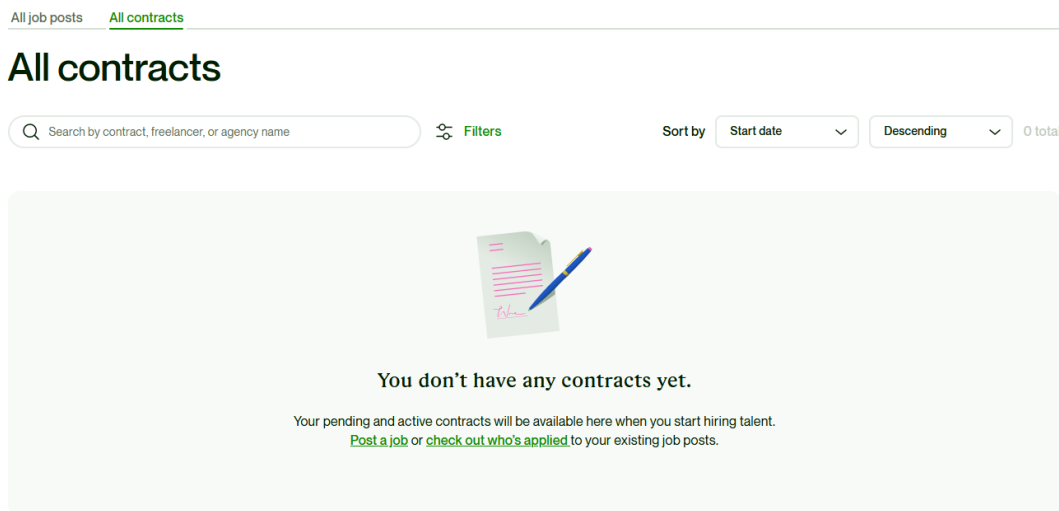 All job posts All contracts
All contracts
Search by contract, freelancer, or agency name Filters Sort by Start date Descending 0 total
You don’t have any contracts yet.
Your pending and active contracts will be available here when you start hiring talent.
Post a job or check out who’s applied to your existing job posts.